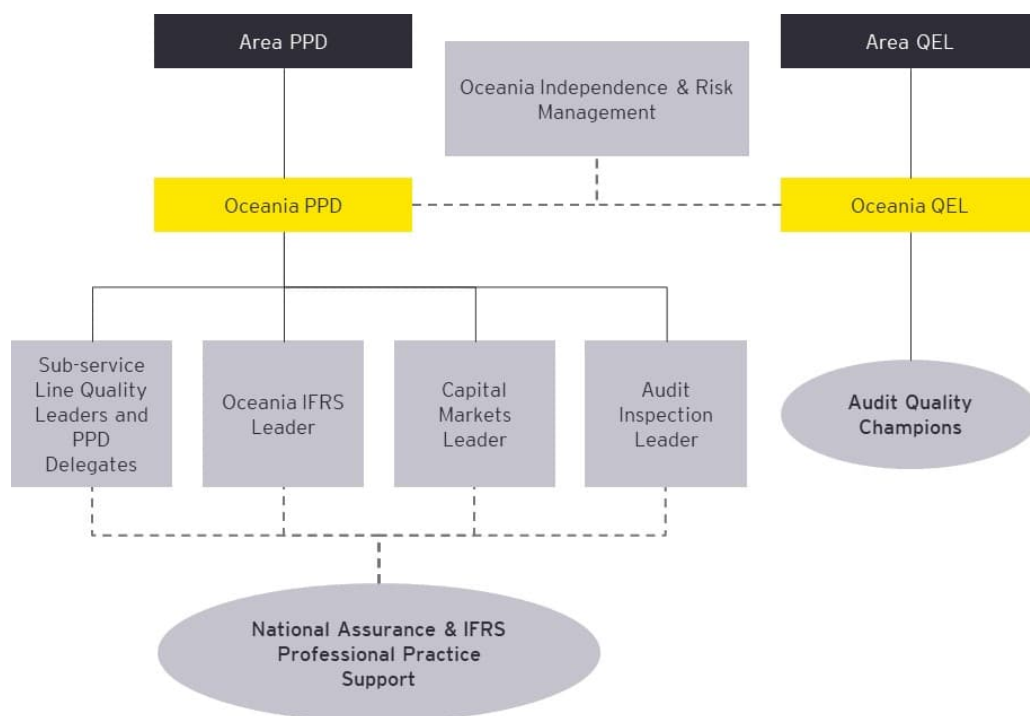 Area PPD
Area QEL
Oceania Independence & Risk
Management
Oceania PPD
Oceania QEL
Sub-service
Line Quality
Leaders and
PPD
Delegates
Oceania IFRS
Leader
Capital
Markets
Leader
Audit
Inspection
Leader
Audit Quality
Champions
National Assurance & IFRS
Professional Practice
Support